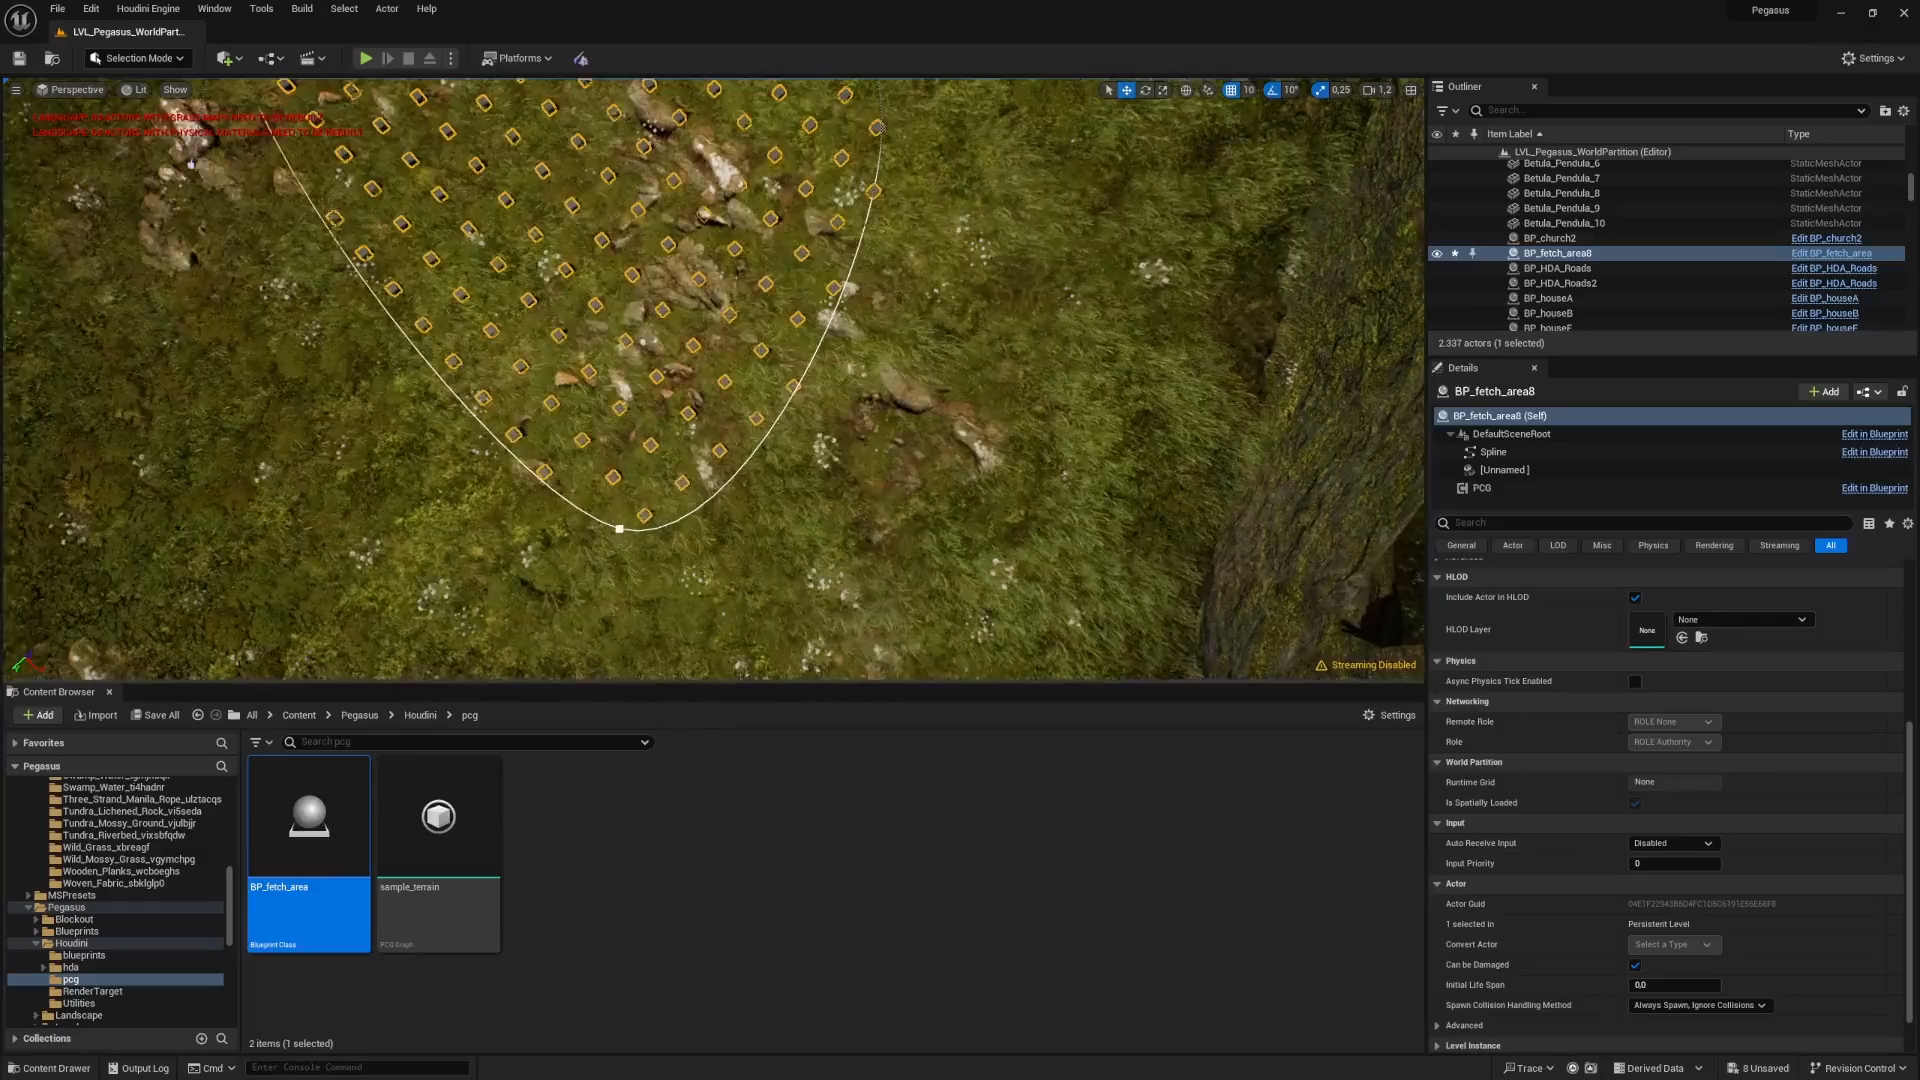 File Edit Houdini Engine Window Tools Build Select Actor Help
Pegasus
LVL_Pegasus_WorldPart...
Selection Mode
Platforms
Settings
Perspective Lit Show
10 10° 0,25 1,2
Streaming Disabled
Outliner
Search...
Item Label Type
LVL_Pegasus_WorldPartition (Editor)
Betula_Pendula_6 StaticMeshActor
Betula_Pendula_7 StaticMeshActor
Betula_Pendula_8 StaticMeshActor
Betula_Pendula_9 StaticMeshActor
Betula_Pendula_10 StaticMeshActor
BP_church2 Edit BP_church2
BP_fetch_area8 Edit BP_fetch_area
BP_HDA_Roads Edit BP_HDA_Roads
BP_HDA_Roads2 Edit BP_HDA_Roads
BP_houseA Edit BP_houseA
BP_houseB Edit BP_houseB
2.337 actors (1 selected)
Details
BP_fetch_area8
Add
BP_fetch_area8 (Self)
DefaultSceneRoot Edit in Blueprint
Spline Edit in Blueprint
[Unnamed ]
PCG Edit in Blueprint
Search
General Actor LOD Misc Physics Rendering Streaming All
HLOD
Include Actor in HLOD
HLOD Layer None None
Physics
Async Physics Tick Enabled
Networking
Remote Role ROLE None
Role ROLE Authority
World Partition
Runtime Grid None
Is Spatially Loaded
Input
Auto Receive Input Disabled
Input Priority 0
Actor
Actor Guid
1 selected in Persistent Level
Convert Actor Select a Type
Can be Damaged
Initial Life Span 0,0
Spawn Collision Handling Method Always Spawn, Ignore Collisions
Advanced
Level Instance
Content Browser
Add Import Save All All Content Pegasus Houdini pcg
Settings
Favorites
Pegasus
Search pcg
Swamp_Water_ti4hadnr
Three_Strand_Manila_Rope_ulztacqs
Tundra_Lichened_Rock_vi5seda
Tundra_Mossy_Ground_vjulbjjr
Tundra_Riverbed_vixsbfqdw
Wild_Grass_xbreagf
Wild_Mossy_Grass_vgymchpg
Wooden_Planks_wcboeghs
Woven_Fabric_sbklglp0
MSPresets
Pegasus
Blockout
Blueprints
Houdini
blueprints
hda
pcg
RenderTarget
Utilities
Landscape
Collections
BP_fetch_area
Blueprint Class
sample_terrain
PCG Graph
2 items (1 selected)
Content Drawer Output Log Cmd Enter Console Command
Trace Derived Data 8 Unsaved Revision Control